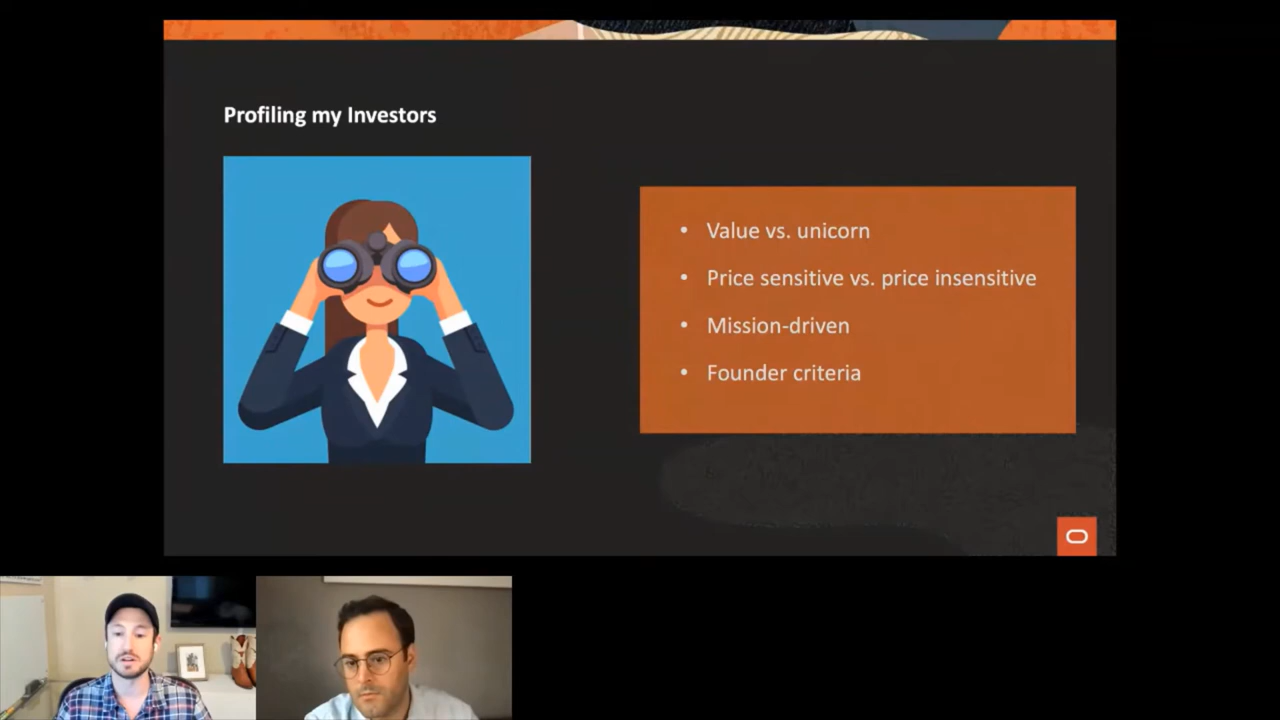 Profiling my Investors
• Value vs. unicorn
• Price sensitive vs. price insensitive
• Mission-driven
• Founder criteria